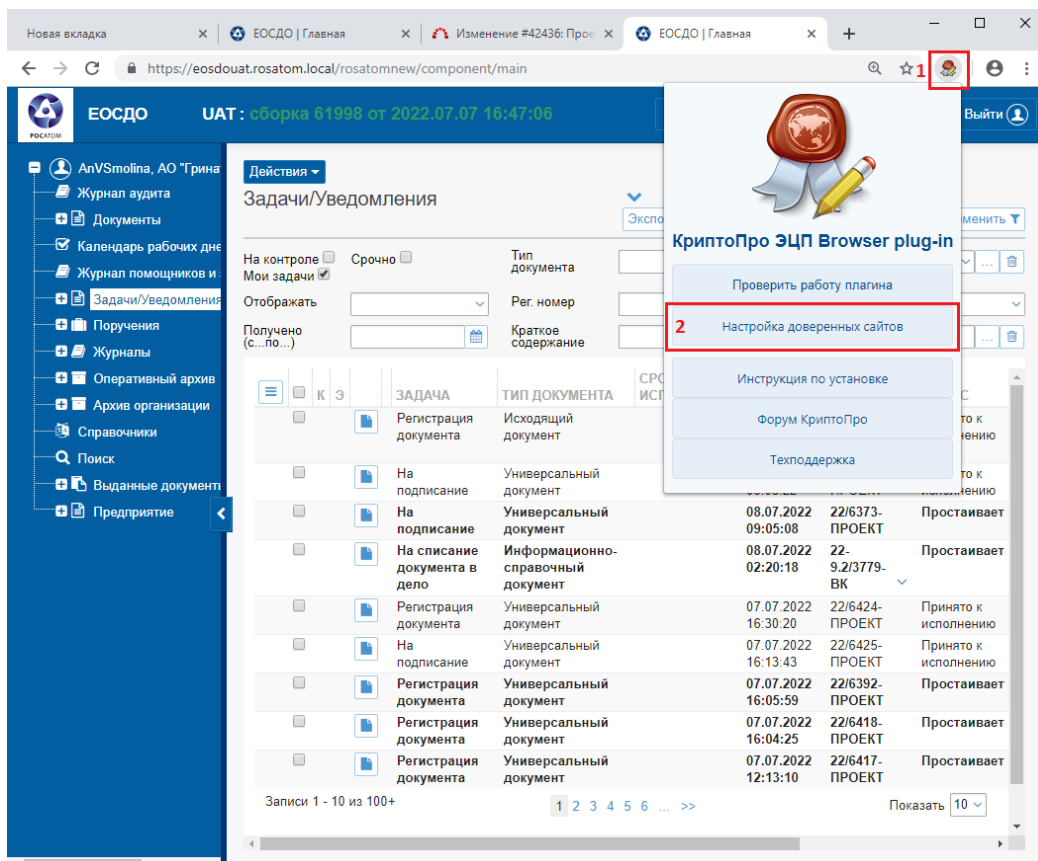 Новая вкладка
ЕОСДО | Главная
Изменение #42436: Прое
ЕОСДО | Главная
https://eosdouat.rosatom.local/rosatomnew/component/main
1
РОСАТОМ
ЕОСДО
UAT : сборка 61998 от 2022.07.07 16:47:06
Выйти
AnVSmolina, АО "Грина
Журнал аудита
Документы
Календарь рабочих дне
Журнал помощников и
Задачи/Уведомления
Поручения
Журналы
Оперативный архив
Архив организации
Справочники
Поиск
Выданные документы
Предприятие
Действия
Задачи/Уведомления
Экспо
менить
На контроле Срочно
Мои задачи
Тип документа
Отображать
Рег. номер
Получено (с...по...)
Краткое содержание
КриптоПро ЭЦП Browser plug-in
Проверить работу плагина
2 Настройка доверенных сайтов
Инструкция по установке
Форум КриптоПро
Техподдержка
К Э ЗАДАЧА ТИП ДОКУМЕНТА
Регистрация Исходящий то к
документа документ нению
На Универсальный то к
подписание документ
На Универсальный 08.07.2022 22/6373- Простаивает
подписание документ 09:05:08 ПРОЕКТ
На списание Информационно- 08.07.2022 22- Простаивает
документа в справочный 02:20:18 9.2/3779-
дело документ ВК
Регистрация Универсальный 07.07.2022 22/6424- Принято к
документа документ 16:30:20 ПРОЕКТ исполнению
На Универсальный 07.07.2022 22/6425- Принято к
подписание документ 16:13:43 ПРОЕКТ исполнению
Регистрация Универсальный 07.07.2022 22/6392- Простаивает
документа документ 16:05:59 ПРОЕКТ
Регистрация Универсальный 07.07.2022 22/6418- Простаивает
документа документ 16:04:25 ПРОЕКТ
Регистрация Универсальный 07.07.2022 22/6417- Простаивает
документа документ 12:13:10 ПРОЕКТ
Записи 1 - 10 из 100+
1 2 3 4 5 6 ... >>
Показать 10